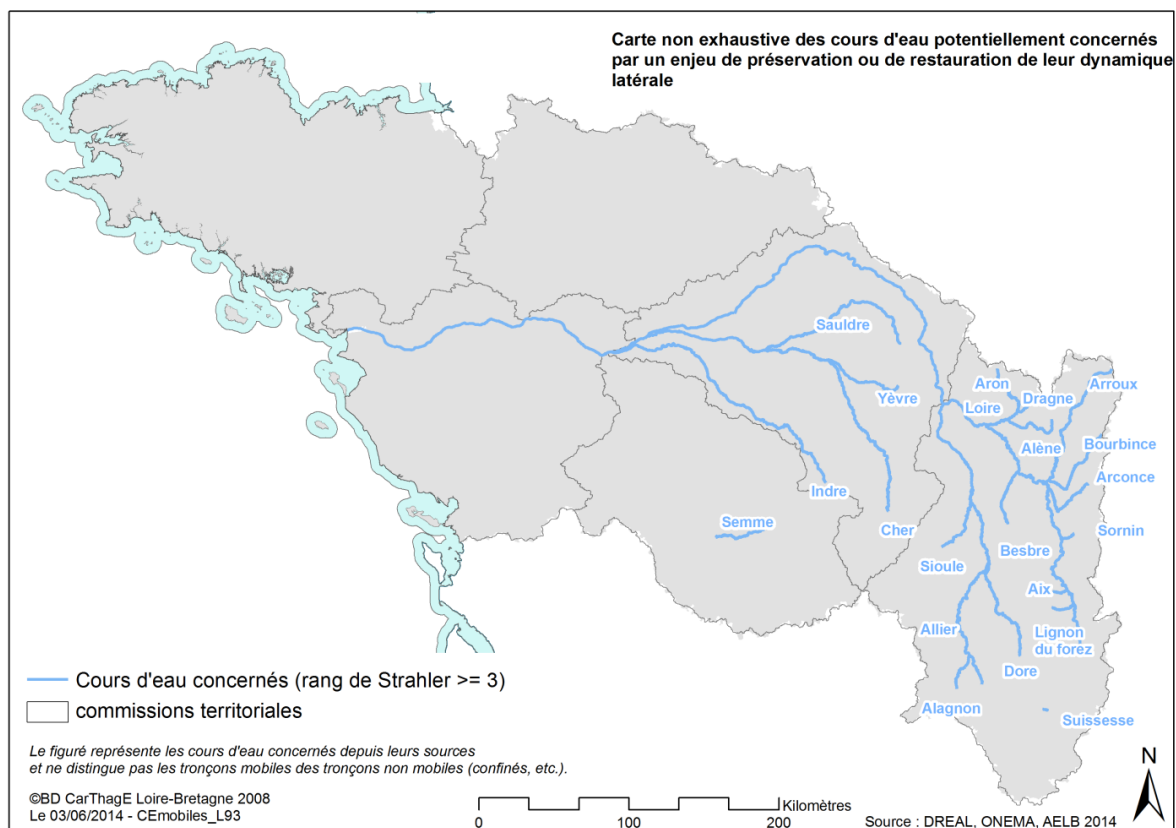 Carte non exhaustive des cours d'eau potentiellement concernés
par un enjeu de préservation ou de restauration de leur dynamique
latérale
Sauldre
Aron
Arroux
Yèvre
Loire
Dragne
Alène
Bourbince
Arconce
Indre
Semme
Cher
Sornin
Besbre
Sioule
Aix
Allier
Lignon
du forez
Dore
Alagnon
Suissesse
Cours d'eau concernés (rang de Strahler >= 3)
commissions territoriales
Le figuré représente les cours d'eau concernés depuis leurs sources
et ne distingue pas les tronçons mobiles des tronçons non mobiles (confinés, etc.).
©BD CarThagE Loire-Bretagne 2008
Le 03/06/2014 - CEmobiles_L93
Kilomètres
0 100 200
N
Source : DREAL, ONEMA, AELB 2014